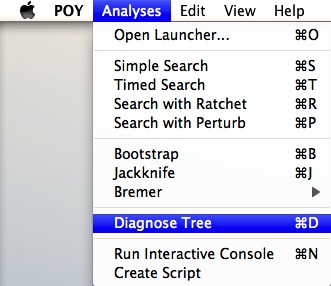 POY Analyses Edit View Help
Open Launcher... ⌘O
Simple Search ⌘S
Timed Search ⌘T
Search with Ratchet ⌘R
Search with Perturb ⌘P
Bootstrap ⌘B
Jackknife ⌘J
Bremer ▶
Diagnose Tree ⌘D
Run Interactive Console ⌘N
Create Script